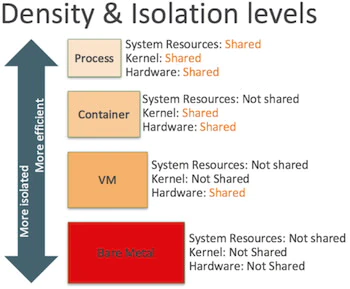 Density & Isolation levels
More isolated
More efficient
Process
System Resources: Shared
Kernel: Shared
Hardware: Shared
Container
System Resources: Not shared
Kernel: Shared
Hardware: Shared
VM
System Resources: Not shared
Kernel: Not Shared
Hardware: Shared
Bare Metal
System Resources: Not shared
Kernel: Not Shared
Hardware: Not Shared